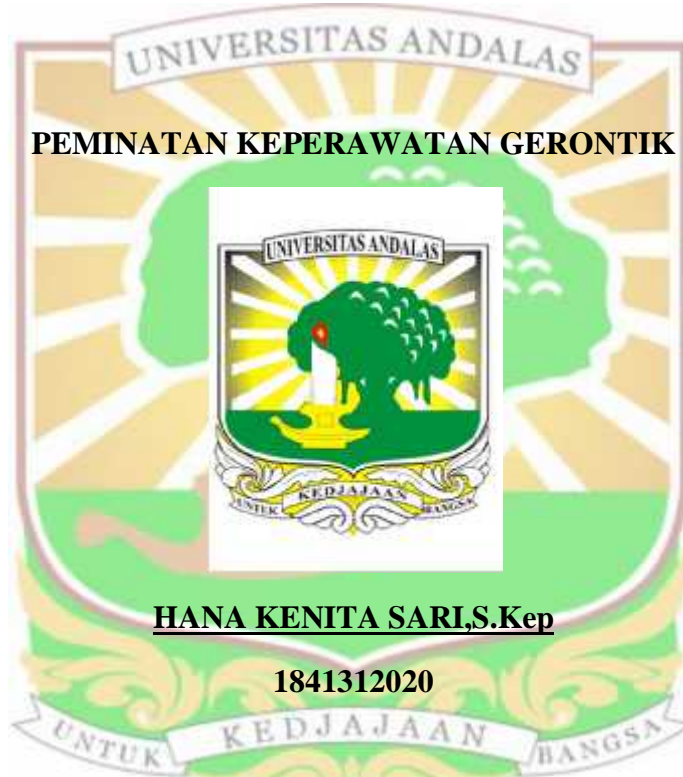 UNIVERSITAS ANDALAS
PEMINATAN KEPERAWATAN GERONTIK
UNIVERSITAS ANDALAS
UNTUK KEDJAJAAN BANGSA
HANA KENITA SARI,S.Kep
1841312020
UNTUK KEDJAJAAN BANGSA